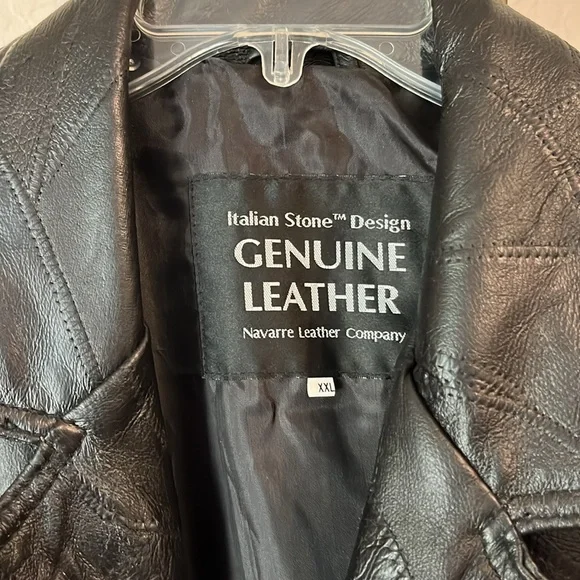 Italian Stone™ Design
GENUINE
LEATHER
Navarre Leather Company
XXL